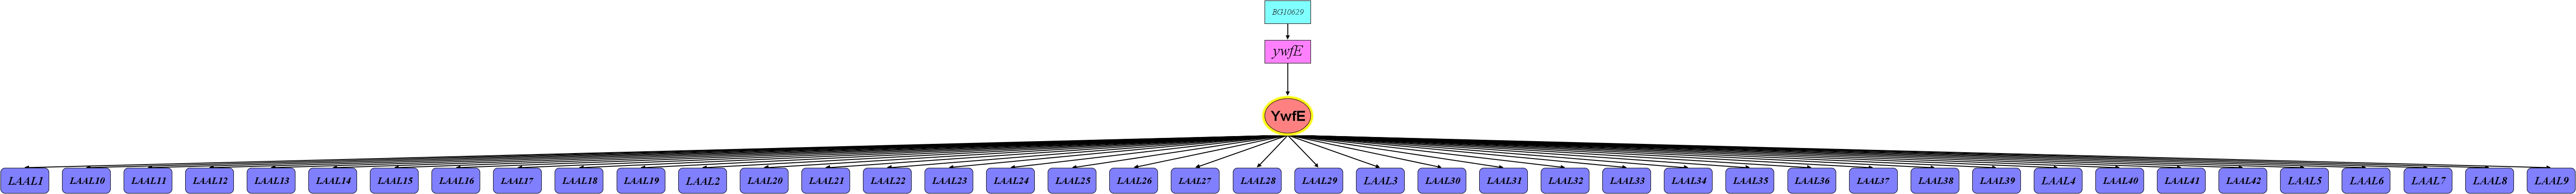 BG10629
ywfE
YwfE
LAAL1 LAAL10 LAAL11 LAAL12 LAAL13 LAAL14 LAAL15 LAAL16 LAAL17 LAAL18 LAAL19 LAAL2 LAAL20 LAAL21 LAAL22 LAAL23 LAAL24 LAAL25 LAAL26 LAAL27 LAAL28 LAAL29 LAAL3 LAAL30 LAAL31 LAAL32 LAAL33 LAAL34 LAAL35 LAAL36 LAAL37 LAAL38 LAAL39 LAAL4 LAAL40 LAAL41 LAAL42 LAAL5 LAAL6 LAAL7 LAAL8 LAAL9